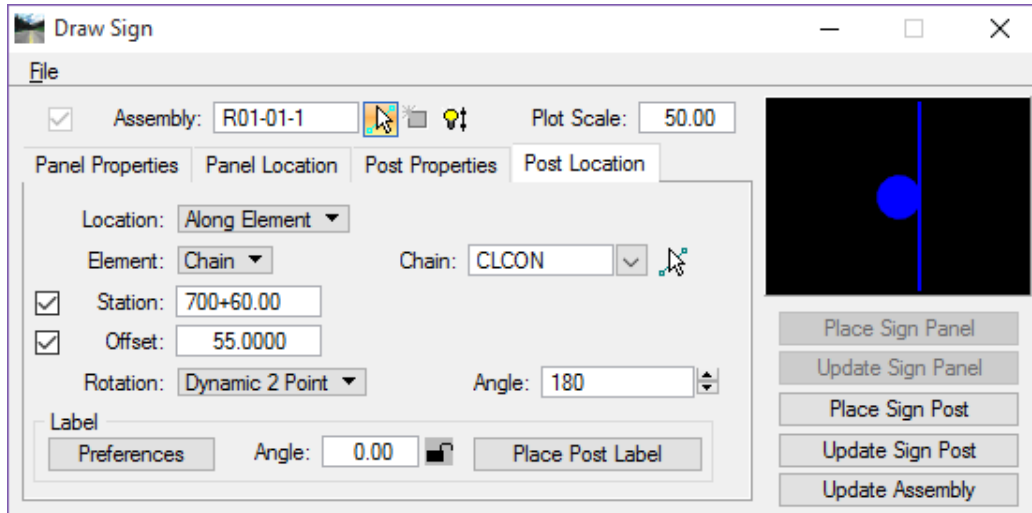 Draw Sign
File
Assembly: R01-01-1 Plot Scale: 50.00
Panel Properties Panel Location Post Properties Post Location
Location: Along Element
Element: Chain Chain: CLCON
Station: 700+60.00
Offset: 55.0000
Rotation: Dynamic 2 Point Angle: 180
Label
Preferences Angle: 0.00 Place Post Label
Place Sign Panel
Update Sign Panel
Place Sign Post
Update Sign Post
Update Assembly